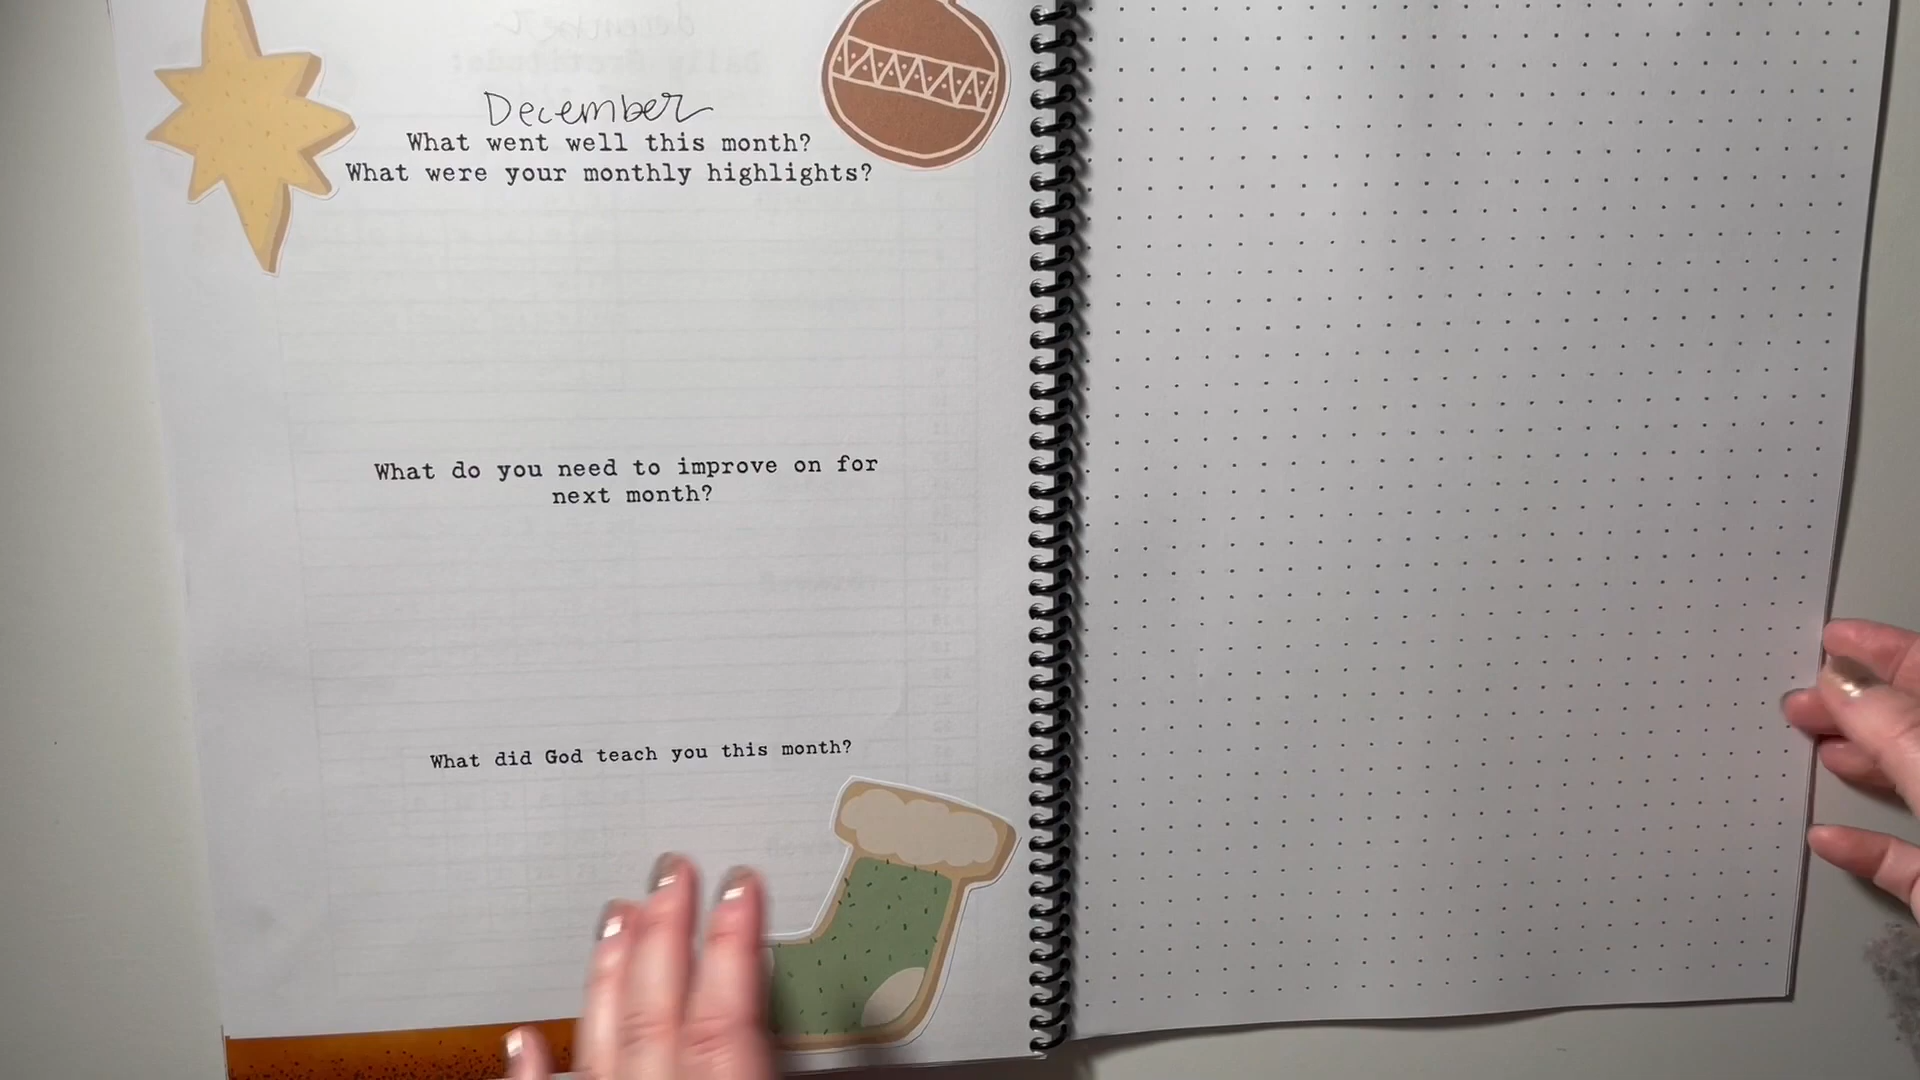 December
What went well this month?
What were your monthly highlights?
What do you need to improve on for
next month?
What did God teach you this month?